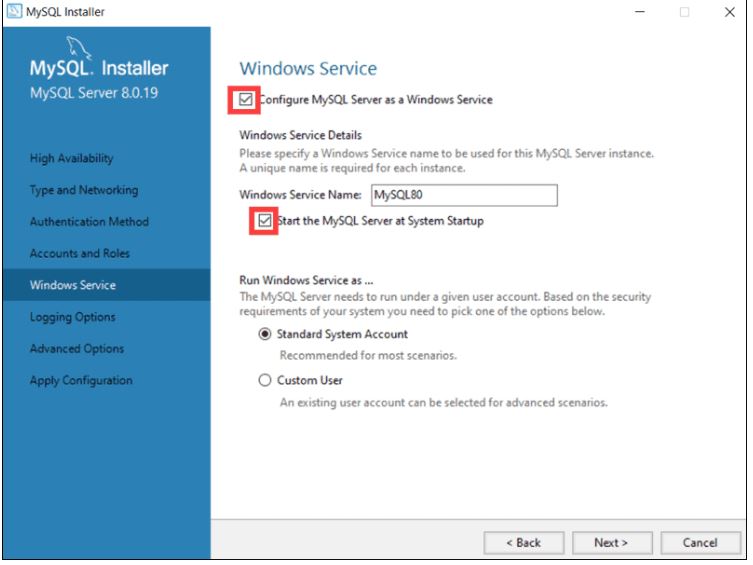 MySQL Installer
MySQL. Installer
MySQL Server 8.0.19
High Availability
Type and Networking
Authentication Method
Accounts and Roles
Windows Service
Logging Options
Advanced Options
Apply Configuration
Windows Service
Configure MySQL Server as a Windows Service
Windows Service Details
Please specify a Windows Service name to be used for this MySQL Server instance.
A unique name is required for each instance.
Windows Service Name: MySQL80
Start the MySQL Server at System Startup
Run Windows Service as ...
The MySQL Server needs to run under a given user account. Based on the security
requirements of your system you need to pick one of the options below.
Standard System Account
Recommended for most scenarios.
Custom User
An existing user account can be selected for advanced scenarios.
< Back Next > Cancel